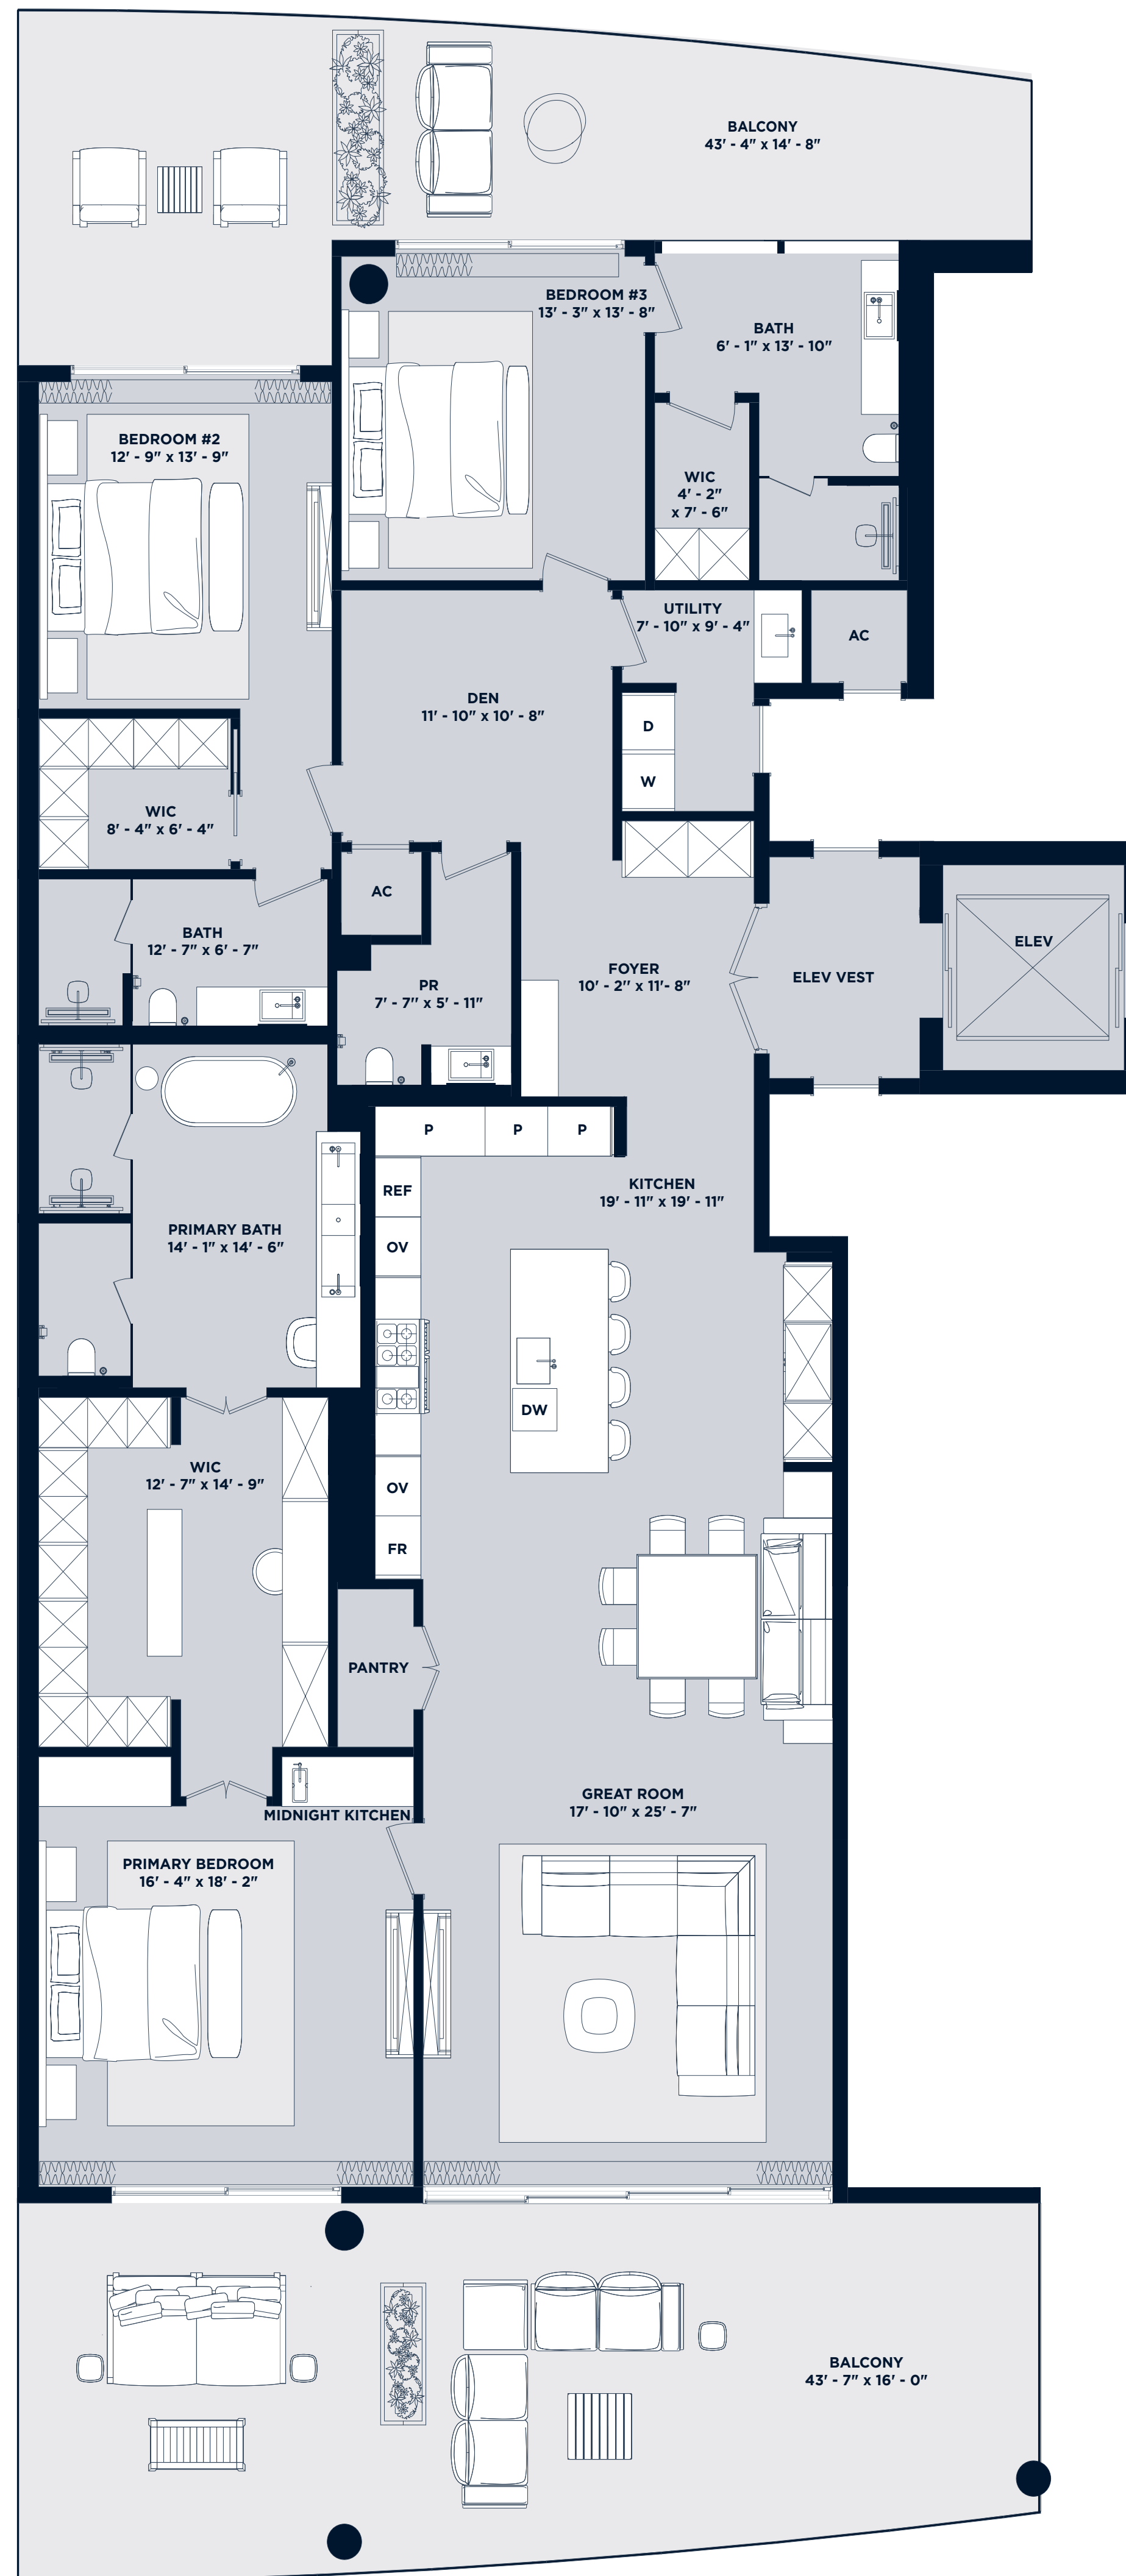 BALCONY
43' - 4" x 14' - 8"
BEDROOM #3
13' - 3" x 13' - 8"
BATH
6' - 1" x 13' - 10"
BEDROOM #2
12' - 9" x 13' - 9"
WIC
4' - 2"
x 7' - 6"
UTILITY
7' - 10" x 9' - 4"
AC
DEN
11' - 10" x 10' - 8"
D
W
WIC
8' - 4" x 6' - 4"
AC
BATH
12' - 7" x 6' - 7"
PR
7' - 7'' x 5' - 11"
FOYER
10' - 2'' x 11'- 8"
ELEV VEST
ELEV
P
P
P
REF
KITCHEN
19' - 11" x 19' - 11"
PRIMARY BATH
14' - 1" x 14' - 6"
OV
DW
WIC
12' - 7" x 14' - 9"
OV
FR
PANTRY
MIDNIGHT KITCHEN
GREAT ROOM
17' - 10" x 25' - 7"
PRIMARY BEDROOM
16' - 4" x 18' - 2"
BALCONY
43' - 7" x 16' - 0"